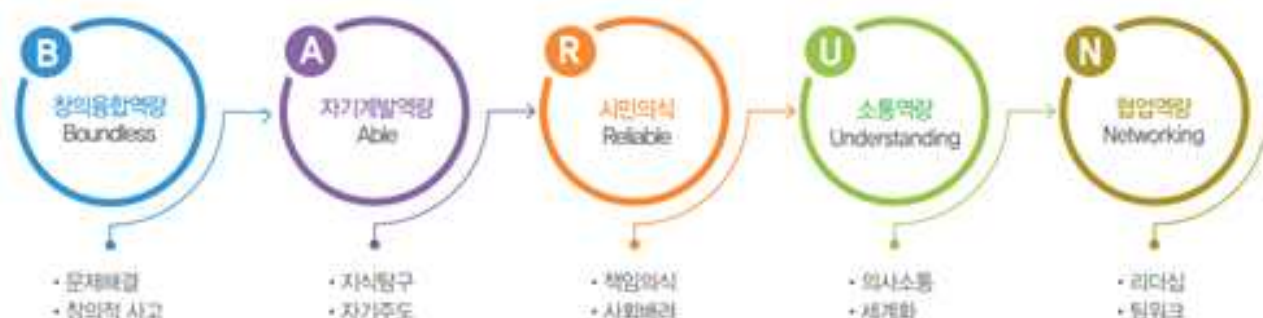 B
창의융합역량
Boundless
• 문제해결
• 창의적 사고
A
자기계발역량
Able
• 지식탐구
• 자기주도
R
시민의식
Reliable
• 책임의식
• 사회배려
U
소통역량
Understanding
• 의사소통
• 세계화
N
협업역량
Networking
• 리더십
• 팀워크